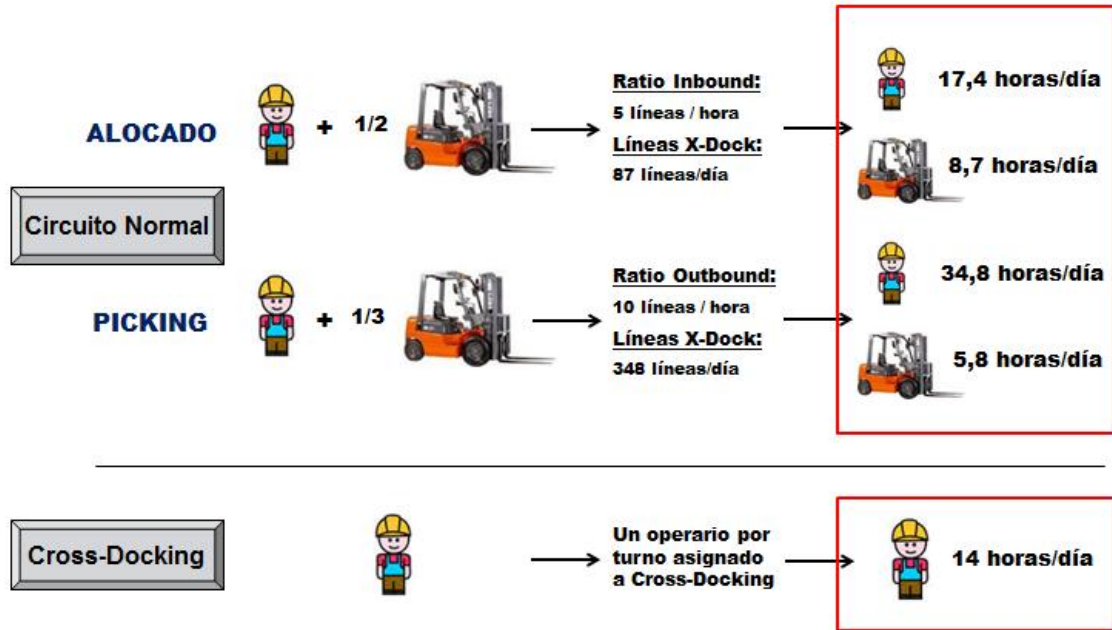 Ratio Inbound:
17,4 horas/día
ALOCADO
+ 1/2
5 líneas / hora
Líneas X-Dock:
87 líneas/día
8,7 horas/día
Circuito Normal
Ratio Outbound:
34,8 horas/día
PICKING
+ 1/3
10 líneas / hora
Líneas X-Dock:
348 líneas/día
5,8 horas/día
Cross-Docking
Un operario por
turno asignado
a Cross-Docking
14 horas/día